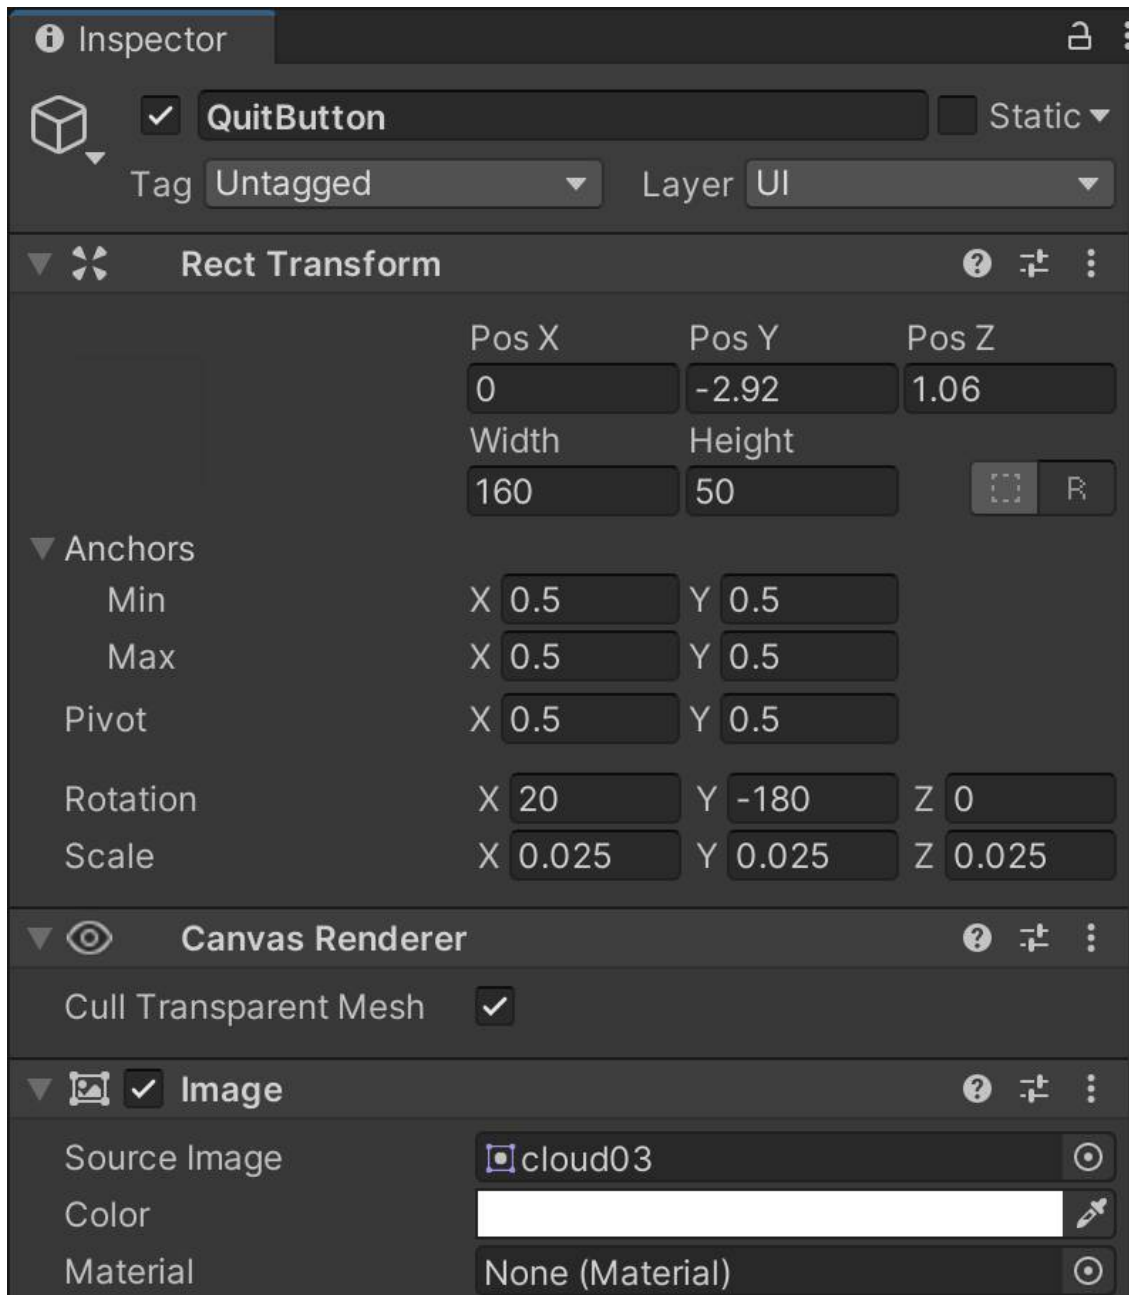 Inspector
QuitButton Static
Tag Untagged Layer UI
Rect Transform
Pos X Pos Y Pos Z
0 -2.92 1.06
Width Height
160 50 R
Anchors
Min X 0.5 Y 0.5
Max X 0.5 Y 0.5
Pivot X 0.5 Y 0.5
Rotation X 20 Y -180 Z 0
Scale X 0.025 Y 0.025 Z 0.025
Canvas Renderer
Cull Transparent Mesh
Image
Source Image cloud03
Color
Material None (Material)